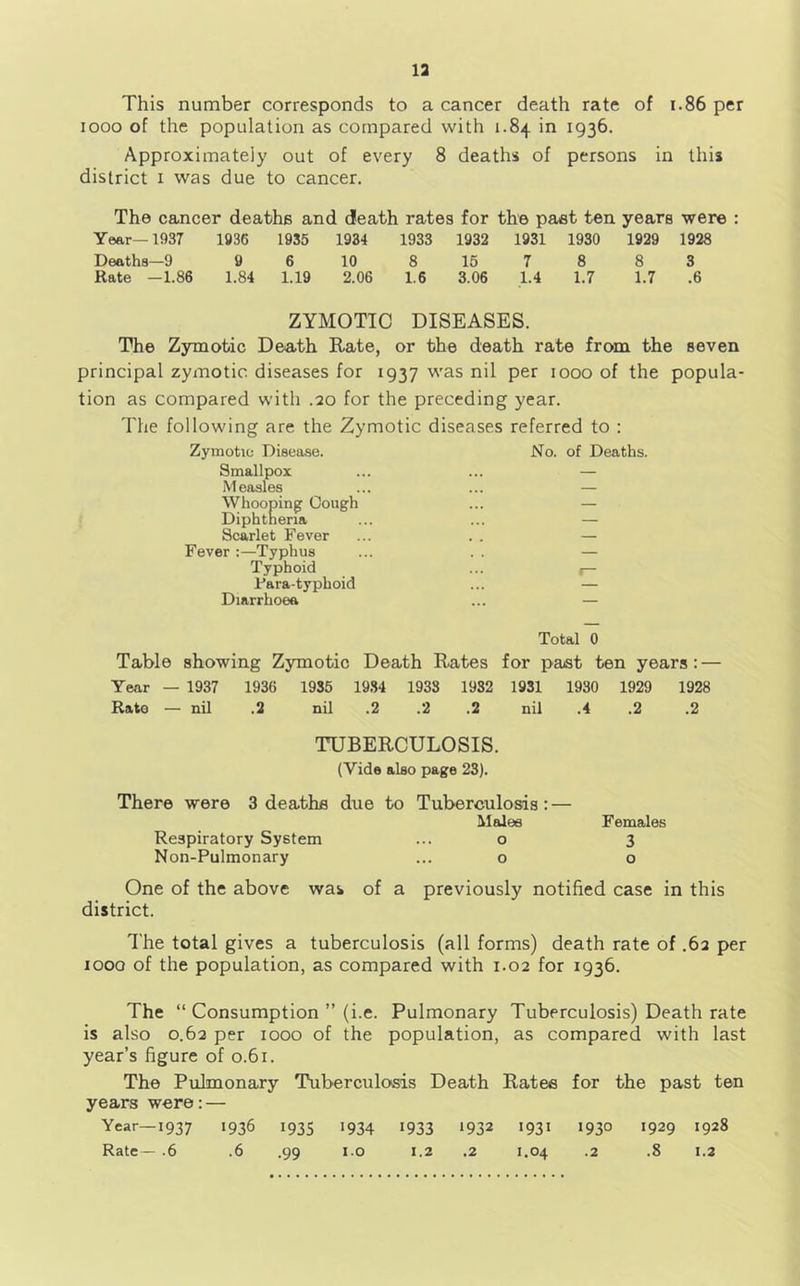 12
This number corresponds to a cancer death rate of 1.86 per
1000 of the population as compared with 1.84 in 1936.
Approximately out of every 8 deaths of persons in this
district 1 was due to cancer.
The cancer deaths and death rates for the past ten years were :
Year—1937 1936 1935 1934 1933 1932 1931 1930 1929 1928
Deaths—9 9 6 10 8 15 7 8 8 3
Rate —1.86 1.84 1.19 2.06 1.6 3.06 1.4 1.7 1.7 .6
ZYMOTIC DISEASES.
The Zymotic Death Rate, or the death rate from the seven
principal zymotic diseases for 1937 was nil per 1000 of the popula-
tion as compared with .20 for the preceding year.
The following are the Zymotic diseases referred to :
Zymotic Disease. No. of Deaths.
Smallpox ... ... —
Measles ... ... —
Whooping Cough ... —
Diphtheria ... ... —
Scarlet Fever ... . . —
Fever :—Typhus ... . . —
Typhoid ... —
Para-typhoid ... —
Diarrhoea ... —
Total 0
Table showing Zymotic Death Rates for past ten years : —
Year — 1937 1936 1935 1934 1933 1932 1931 1930 1929 1928
Rate — nil .2 nil .2 .2 .2 nil .4 .2 .2
TUBERCULOSIS.
(Vide also page 23).
There were 3 deaths due to Tuberculosis : —
Males Females
Respiratory System ... 0 3
Non-Pulmonary ... 0 0
One of the above was of a previously notified case in this
district.
The total gives a tuberculosis (all forms) death rate of .62 per
1000 of the population, as compared with 1.02 for 1936.
The “ Consumption ” (i.e. Pulmonary Tuberculosis) Death rate
is also 0.62 per 1000 of the population, as compared with last
year’s figure of 0.61.
The Pulmonary Tuberculosis Death Rates for the past ten
years were : —
Year—1937 1936 1935 1934 1933 1932 1931 1930 1929 1928
Rate— .6 .6 .99 1.0 1.2 .2 1.04 .2 .8 1.2